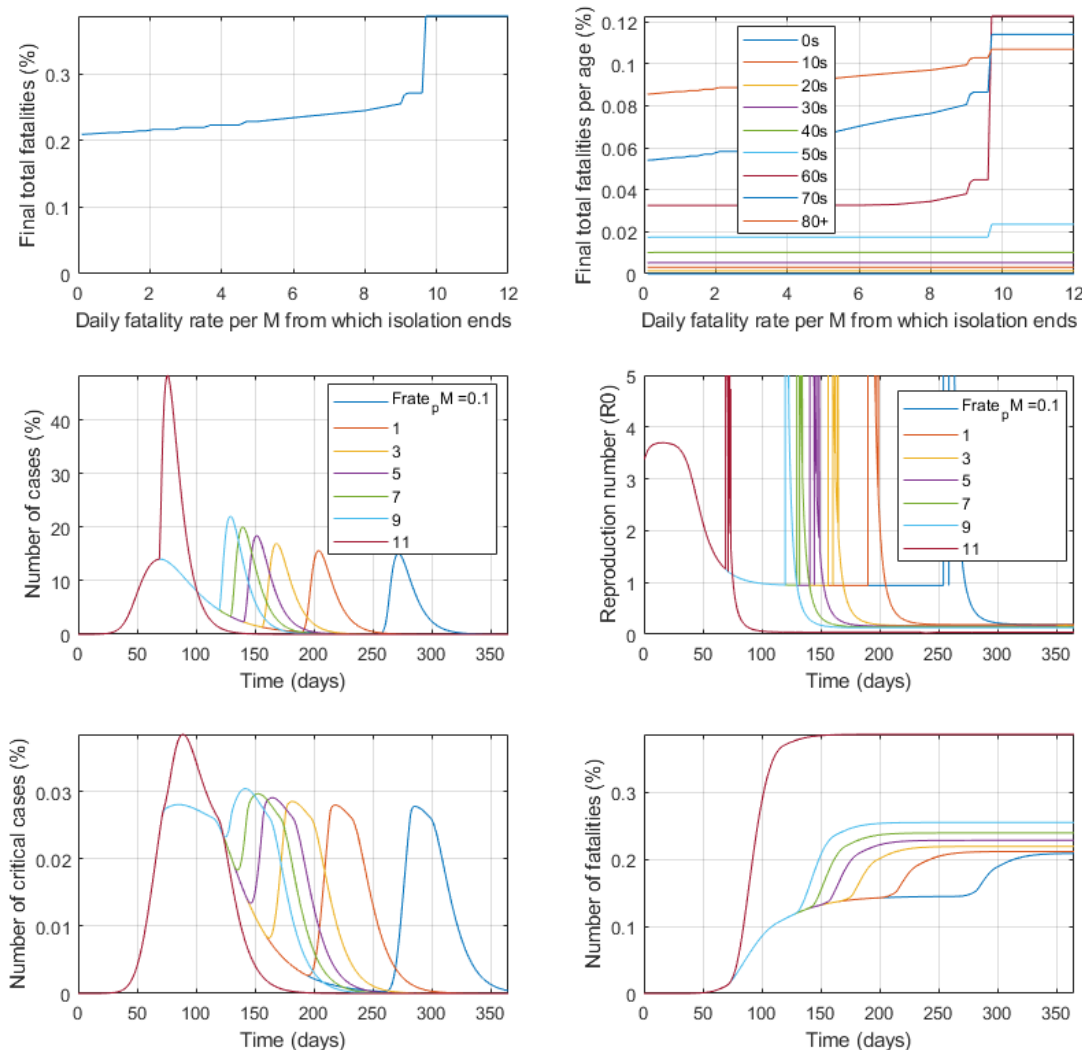 Final total fatalities (%)
0.3
0.2
0.1
0
0 2 4 6 8 10 12
Daily fatality rate per M from which isolation ends
Final total fatalities per age (%)
0.12
0.1
0.08
0.06
0.04
0.02
0
0s
10s
20s
30s
40s
50s
60s
70s
80+
0 2 4 6 8 10 12
Daily fatality rate per M from which isolation ends
Number of cases (%)
40
30
20
10
0
Frate_pM =0.1
1
3
5
7
9
11
0 50 100 150 200 250 300 350
Time (days)
Reproduction number (R0)
5
4
3
2
1
0
Frate_pM =0.1
1
3
5
7
9
11
0 50 100 150 200 250 300 350
Time (days)
Number of critical cases (%)
0.03
0.02
0.01
0
0 50 100 150 200 250 300 350
Time (days)
Number of fatalities (%)
0.3
0.2
0.1
0
0 50 100 150 200 250 300 350
Time (days)